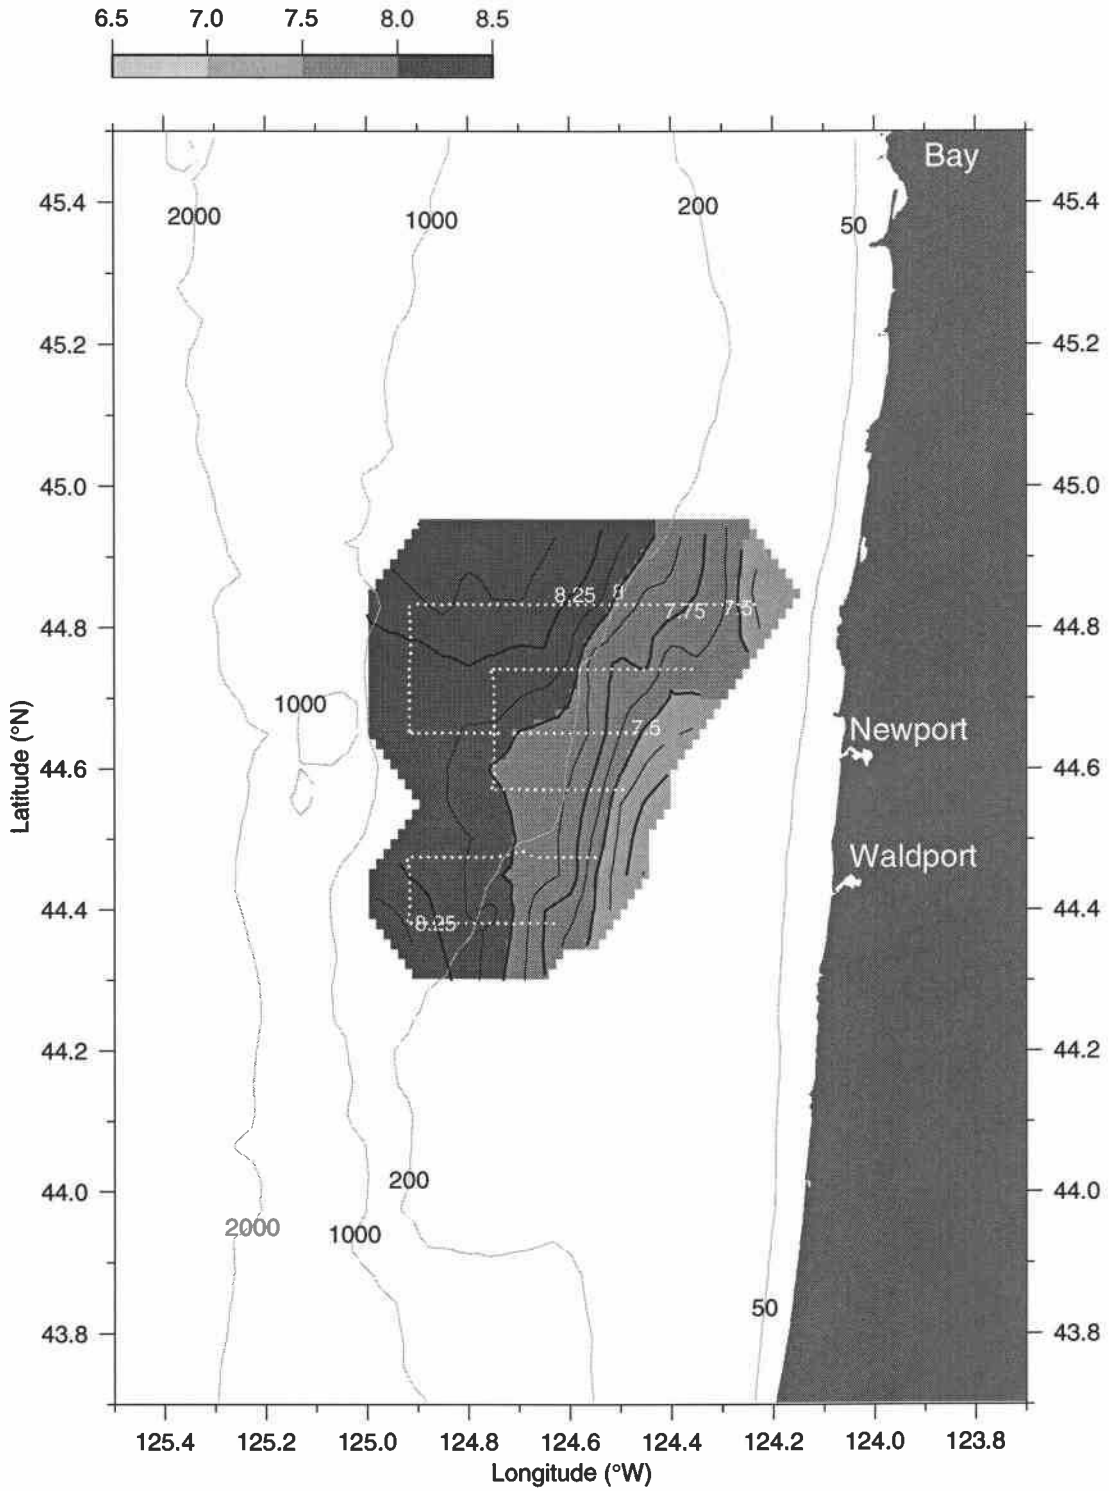 6.5 7.0 7.5 8.0 8.5
Bay
45.4 2000 1000 200 50 45.4
45.2 45.2
45.0 45.0
8.25 8 7.75 7.5
44.8 44.8
1000 7.5 Newport
44.6 44.6
Waldport
44.4 8.25 44.4
44.2 44.2
200
44.0 44.0
2000 1000
50
43.8 43.8
125.4 125.2 125.0 124.8 124.6 124.4 124.2 124.0 123.8
Longitude (°W)
Latitude (°N)